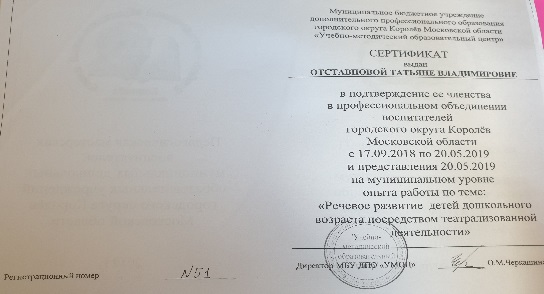 Муниципальное бюджетное учреждение
дополнительного профессионального образования
городского округа Королёв Московской области
«Учебно-методический образовательный центр»
СЕРТИФИКАТ
выдан
ОТСТАВНОВОЙ ТАТЬЯНЕ ВЛАДИМИРОВНЕ
в подтверждение ее членства
в профессиональном объединении
воспитателей
городского округа Королёв
Московской области
с 17.09.2018 по 20.05.2019
и представления 20.05.2019
на муниципальном уровне
опыта работы по теме:
«Речевое развитие детей дошкольного
возраста посредством театрализованной
деятельности»
"Учебно-
методический
образовательный
Директор МБУ ДПО «УМОЦ»
О.М.Черкашина
Регистрационный номер
№51